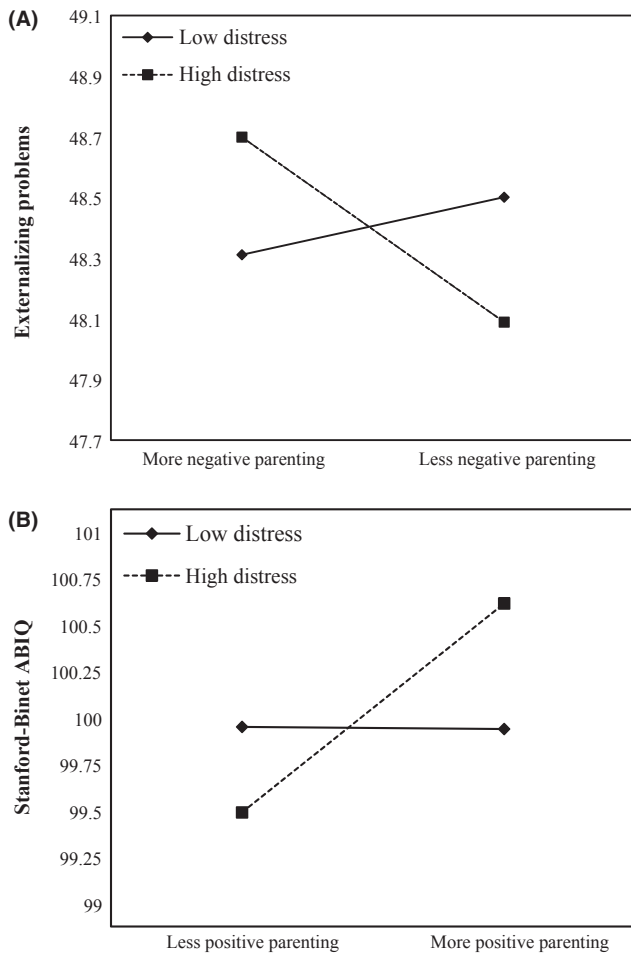 (A)
49.1
48.9
48.7
48.5
48.3
48.1
47.9
47.7
Externalizing problems
Low distress
High distress
More negative parenting
Less negative parenting
(B)
101
100.75
100.5
100.25
100
99.75
99.5
99.25
99
Stanford-Binet ABIQ
Low distress
High distress
Less positive parenting
More positive parenting